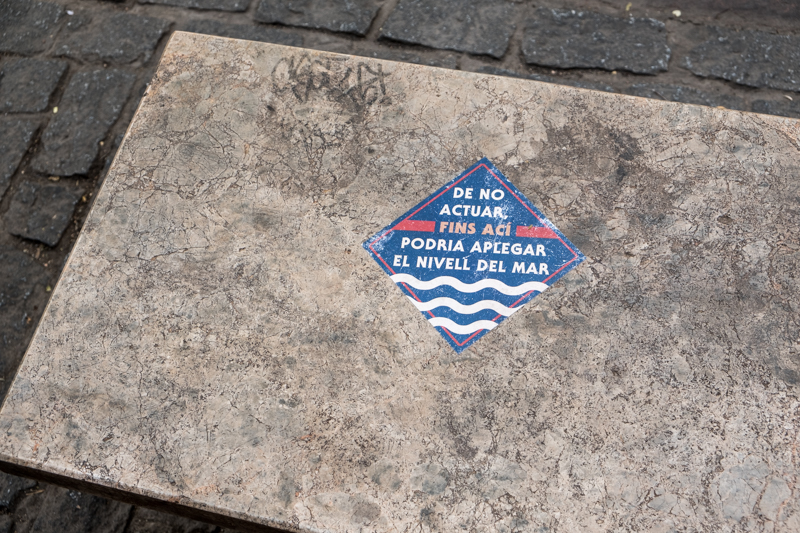 DE NO
ACTUAR,
FINS ACÍ
PODRIA APLEGAR
EL NIVELL DEL MAR